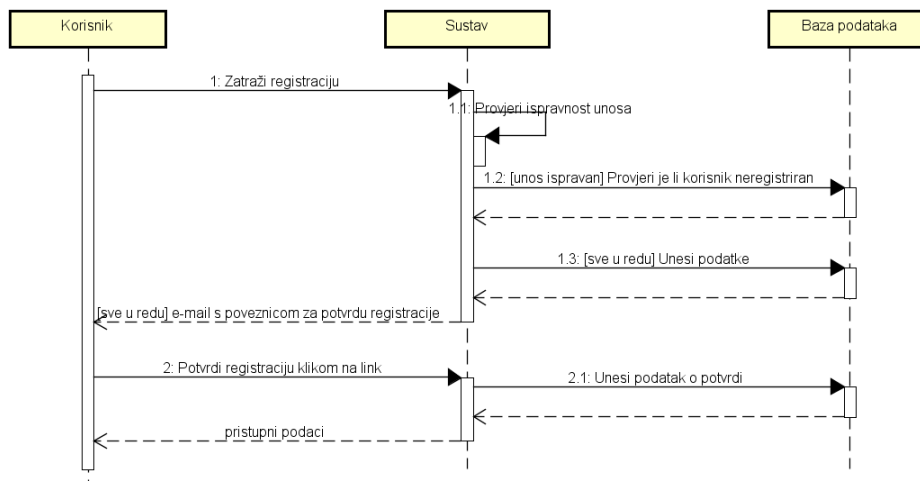 Korisnik
Sustav
Baza podataka
1: Zatraži registraciju
1.1: Provjeri ispravnost unosa
1.2: [unos ispravan] Provjeri je li korisnik neregistriran
1.3: [sve u redu] Unesi podatke
[sve u redu] e-mail s poveznicom za potvrdu registracije
2: Potvrdi registraciju klikom na link
2.1: Unesi podatak o potvrdi
pristupni podaci